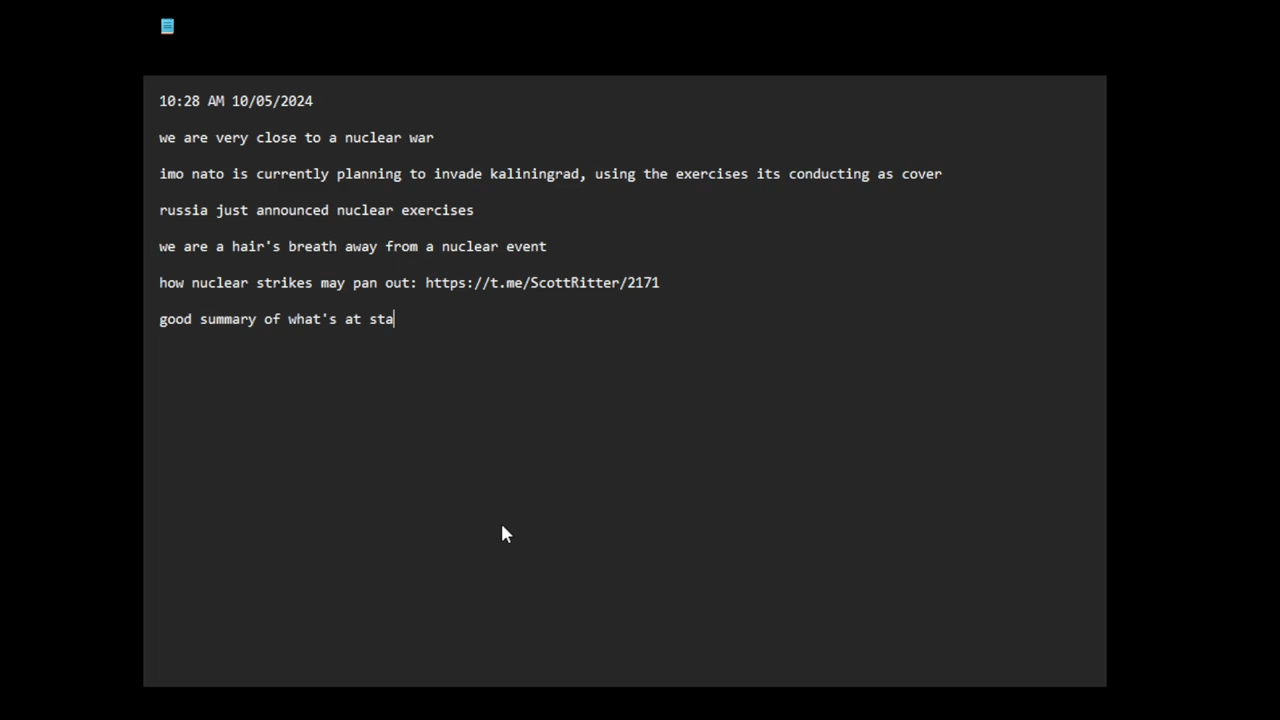 10:28 AM 10/05/2024
we are very close to a nuclear war
imo nato is currently planning to invade kaliningrad, using the exercises its conducting as cover
russia just announced nuclear exercises
we are a hair's breath away from a nuclear event
how nuclear strikes may pan out: https://t.me/ScottRitter/2171
good summary of what's at sta